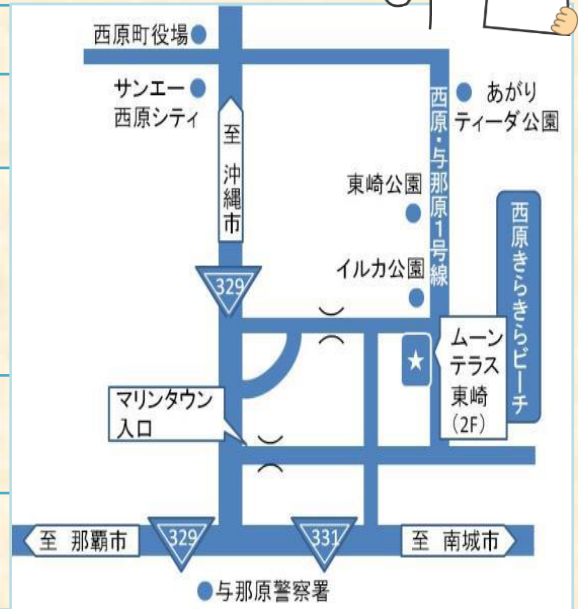 西原町役場
サンエー
西原シティ
至 沖縄市
西原・与那原1号線
あがり
ティーダ公園
東崎公園
イルカ公園
西原きらきらビーチ
329
ムーン
テラス
東崎
(2F)
マリンタウン
入口
至 那覇市
329
331
至 南城市
与那原警察署